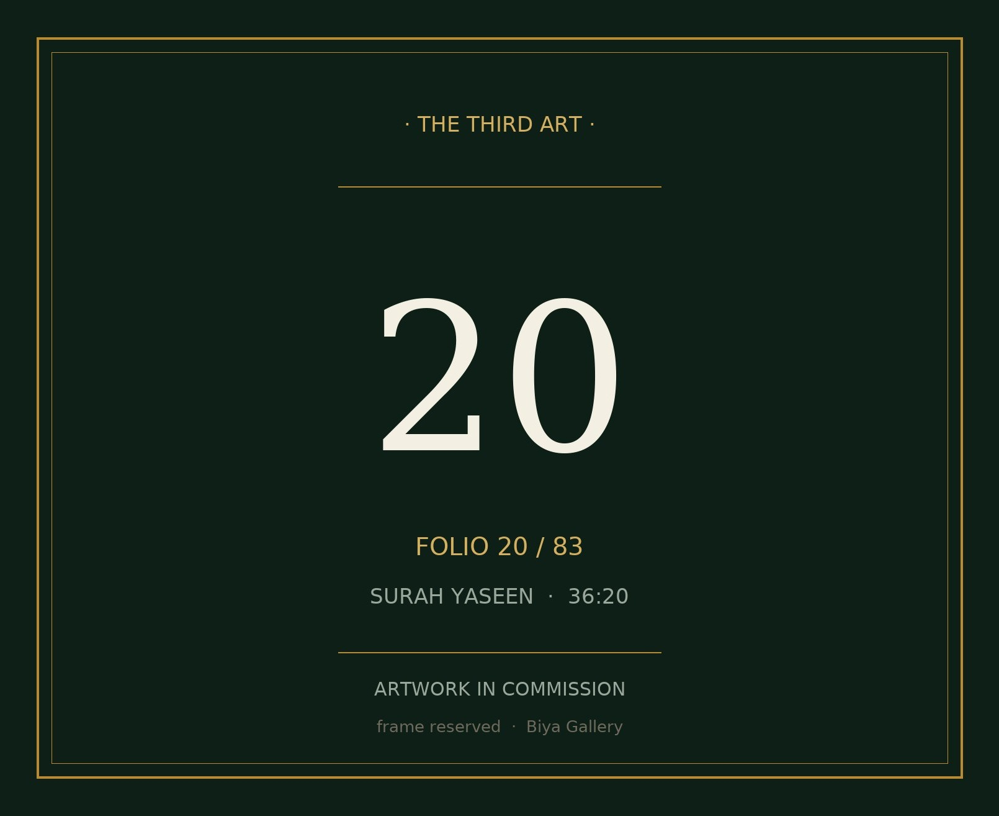 · THE THIRD ART ·
20
FOLIO 20 / 83
SURAH YASEEN · 36:20
ARTWORK IN COMMISSION
frame reserved · Biya Gallery